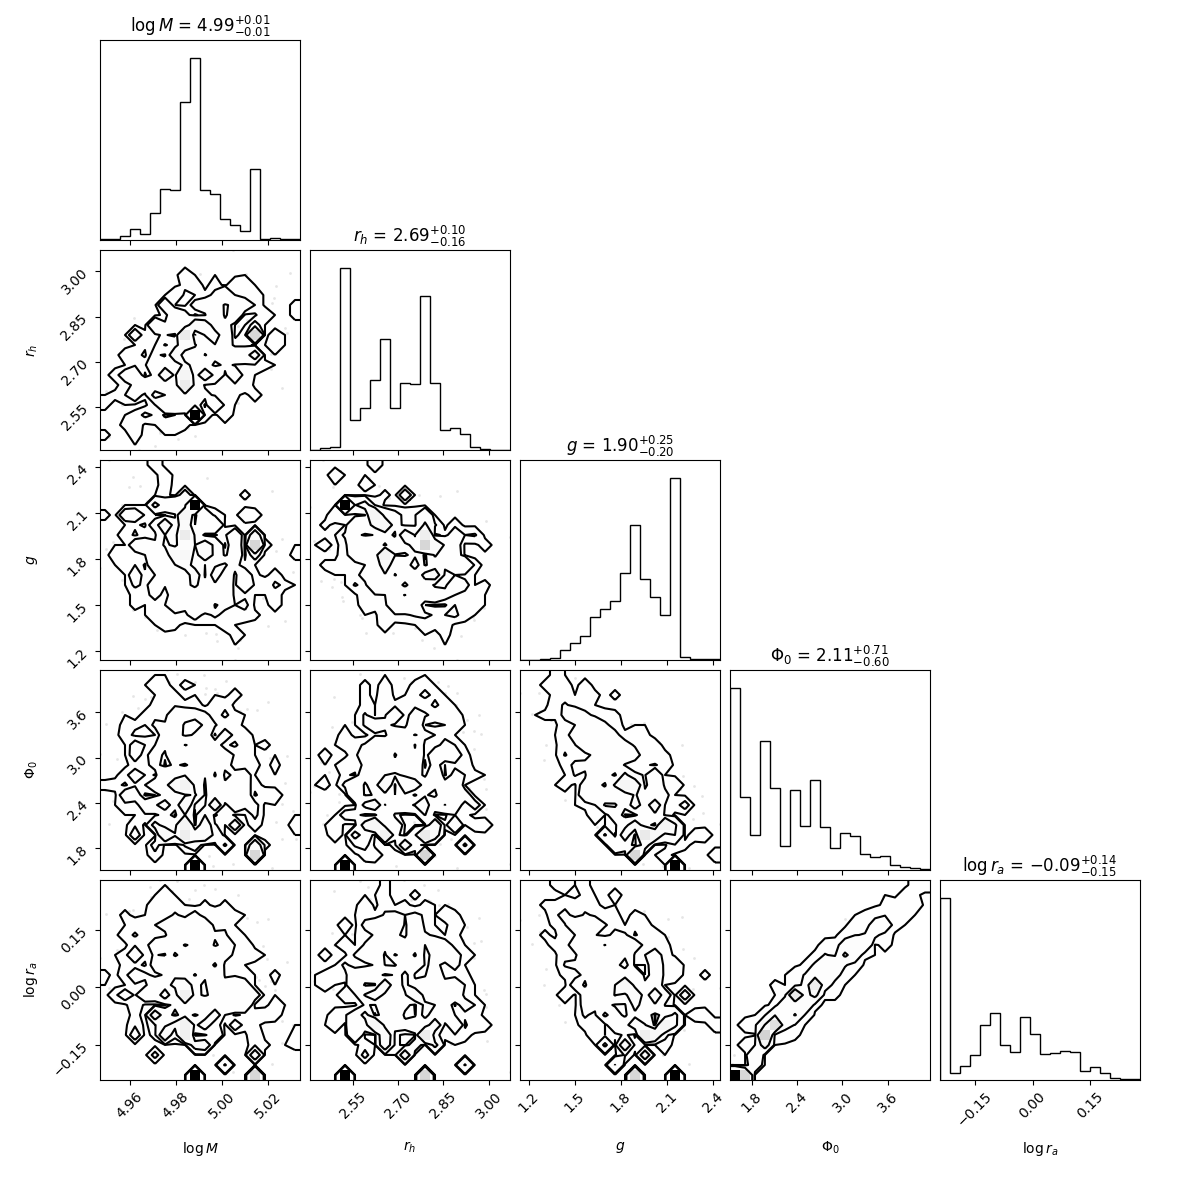 log M = 4.99 +0.01 −0.01
r_h = 2.69 +0.10 −0.16
3.00
2.85
2.70
2.55
r_h
g = 1.90 +0.25 −0.20
2.4
2.1
1.8
1.5
1.2
g
Φ_0 = 2.11 +0.71 −0.60
3.6
3.0
2.4
1.8
Φ_0
log r_a = −0.09 +0.14 −0.15
0.15
0.00
−0.15
log r_a
4.96 4.98 5.00 5.02 2.55 2.70 2.85 3.00 1.2 1.5 1.8 2.1 2.4 1.8 2.4 3.0 3.6 −0.15 0.00 0.15
log M r_h g Φ_0 log r_a